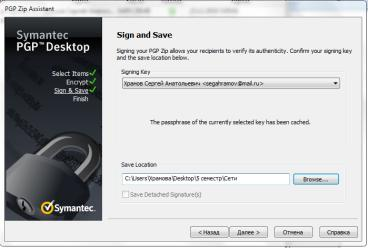 PGP Zip Assistant
Symantec
PGP™Desktop
Select Items
Encrypt
Sign & Save
Finish
Symantec.
Sign and Save
Signing your PGP Zip allows your recipients to verify its authenticity. Confirm your signing key
and the save location below.
Signing Key
Храмов Сергей Анатольевич <segahramov@mail.ru>
The passphrase of the currently selected key has been cached.
Save Location
C:\Users\Храмова\Desktop\5 семестр\Сети
Browse...
Save Detached Signature(s)
< Назад
Далее >
Отмена
Справка